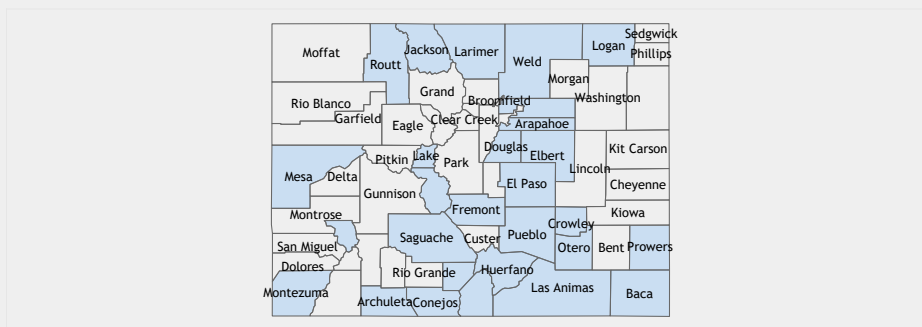 Sedgwick
Moffat
Jackson
Larimer
Logan
Phillips
Routt
Weld
Morgan
Grand
Washington
Rio Blanco
Broomfield
Garfield
Clear Creek
Eagle
Arapahoe
Douglas
Kit Carson
Pitkin
Lake
Park
Elbert
Lincoln
Mesa
Delta
El Paso
Cheyenne
Gunnison
Montrose
Fremont
Kiowa
Crowley
Saguache
Custer
Pueblo
San Miguel
Otero
Bent
Prowers
Dolores
Rio Grande
Huerfano
Las Animas
Montezuma
Baca
Archuleta
Conejos